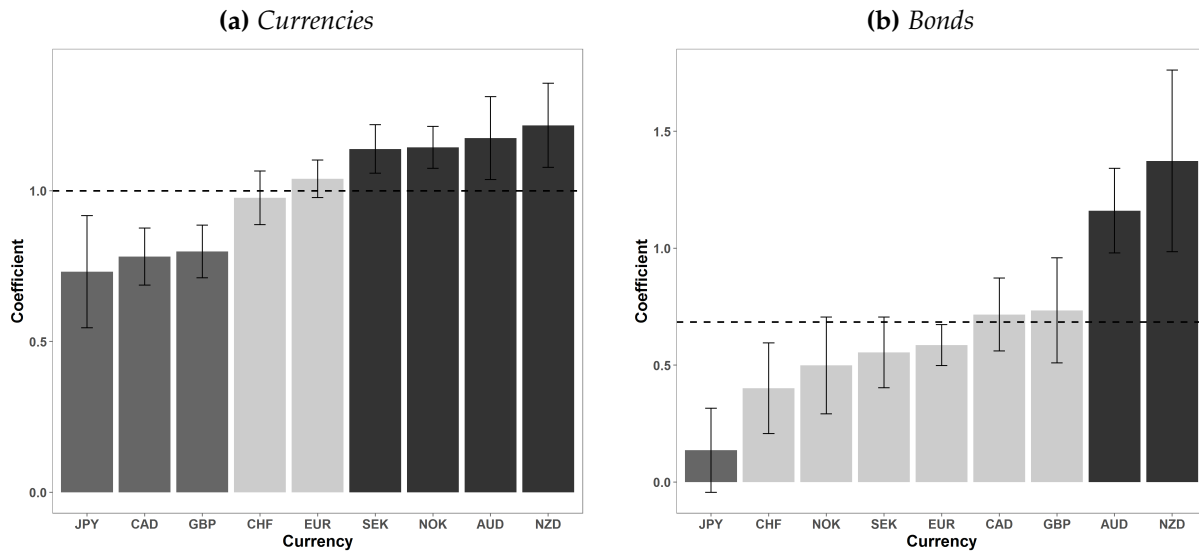 (a) Currencies
Coefficient
1.0
0.5
0.0
JPY CAD GBP CHF EUR SEK NOK AUD NZD
Currency
(b) Bonds
Coefficient
1.5
1.0
0.5
0.0
JPY CHF NOK SEK EUR CAD GBP AUD NZD
Currency